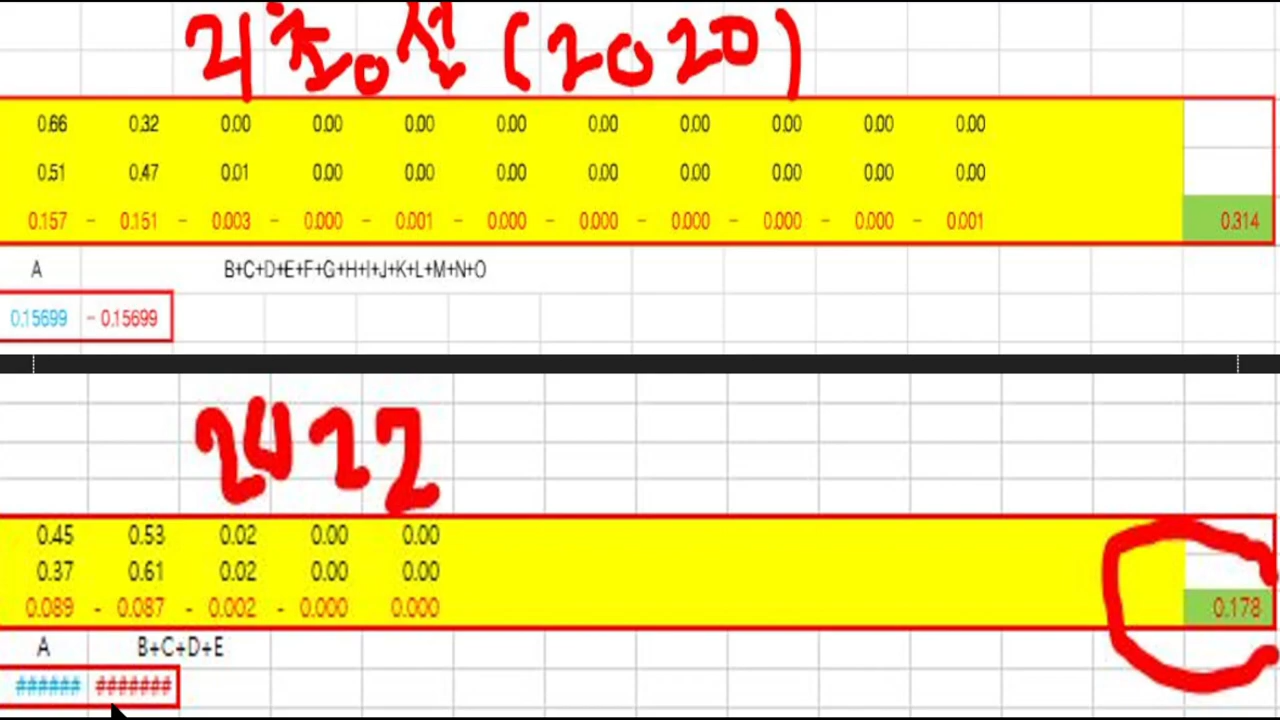 (2020)
0.66 0.32 0.00 0.00 0.00 0.00 0.00 0.00 0.00 0.00 0.00
0.51 0.47 0.01 0.00 0.00 0.00 0.00 0.00 0.00 0.00 0.00
0.157 - 0.151 - 0.003 - 0.000 - 0.001 - 0.000 - 0.000 - 0.000 - 0.000 - 0.000 - 0.001 0.314
A B+C+D+E+F+G+H+I+J+K+L+M+N+O
0.15699 - 0.15699
2022
0.45 0.53 0.02 0.00 0.00
0.37 0.61 0.02 0.00 0.00
0.089 - 0.087 - 0.002 - 0.000 0.000 0.178
A B+C+D+E
###### #######